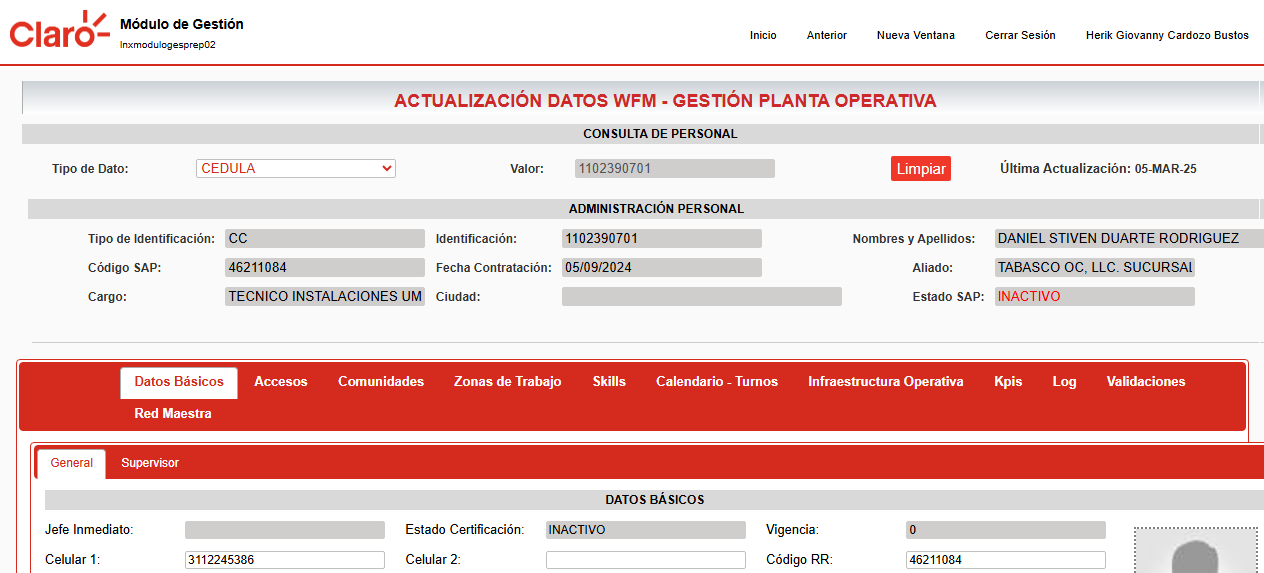 Claro Módulo de Gestión
lnxmodulogesprep02
Inicio Anterior Nueva Ventana Cerrar Sesión Herik Giovanny Cardozo Bustos
ACTUALIZACIÓN DATOS WFM - GESTIÓN PLANTA OPERATIVA
CONSULTA DE PERSONAL
Tipo de Dato: CEDULA Valor: 1102390701 Limpiar Última Actualización: 05-MAR-25
ADMINISTRACIÓN PERSONAL
Tipo de Identificación: CC Identificación: 1102390701 Nombres y Apellidos: DANIEL STIVEN DUARTE RODRIGUEZ
Código SAP: 46211084 Fecha Contratación: 05/09/2024 Aliado: TABASCO OC, LLC. SUCURSAL
Cargo: TECNICO INSTALACIONES UM Ciudad: Estado SAP: INACTIVO
Datos Básicos Accesos Comunidades Zonas de Trabajo Skills Calendario - Turnos Infraestructura Operativa Kpis Log Validaciones
Red Maestra
General Supervisor
DATOS BÁSICOS
Jefe Inmediato: Estado Certificación: INACTIVO Vigencia: 0
Celular 1: 3112245386 Celular 2: Código RR: 46211084